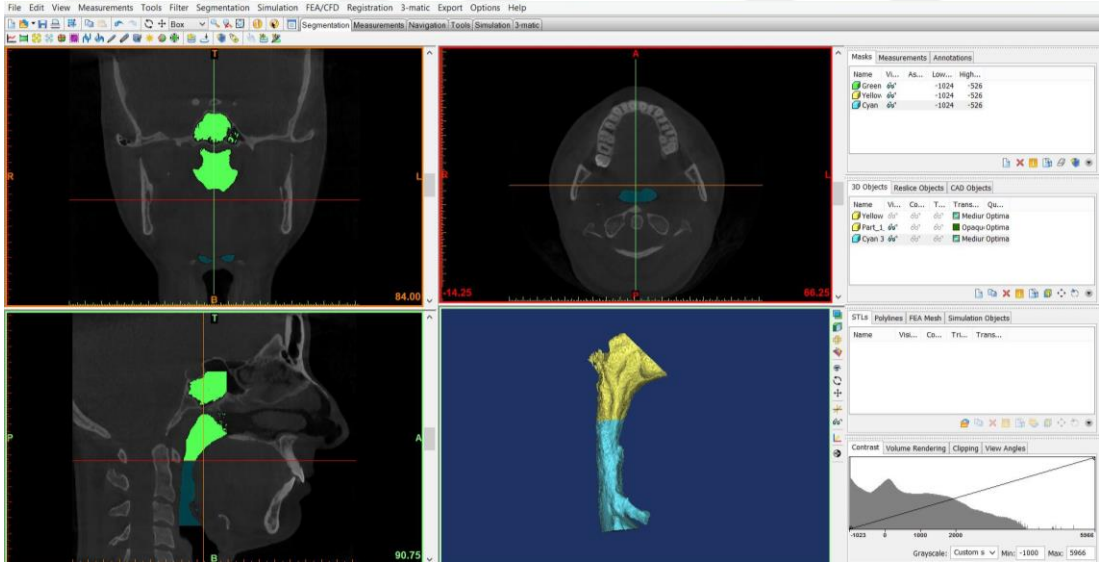 File Edit View Measurements Tools Filter Segmentation Simulation FEA/CFD Registration 3-matic Export Options Help
Box Segmentation Measurements Navigation Tools Simulation 3-matic
T
R
L
B
84.00
A
R
L
P
-14.25
66.25
T
P
A
B
90.75
Masks Measurements Annotations
Name Vi... As... Low... High...
Green -1024 -526
Yellow -1024 -526
Cyan -1024 -526
3D Objects Reslice Objects CAD Objects
Name Vi... Co... T... Trans... Qu...
Yellow Mediur Optima
Part_1_ Opaqu Optima
Cyan 3 Mediur Optima
STLs Polylines FEA Mesh Simulation Objects
Name Visi... Co... Tri... Trans...
Contrast Volume Rendering Clipping View Angles
-1023 0 1000 2000 5966
Grayscale: Custom s Min: -1000 Max: 5966